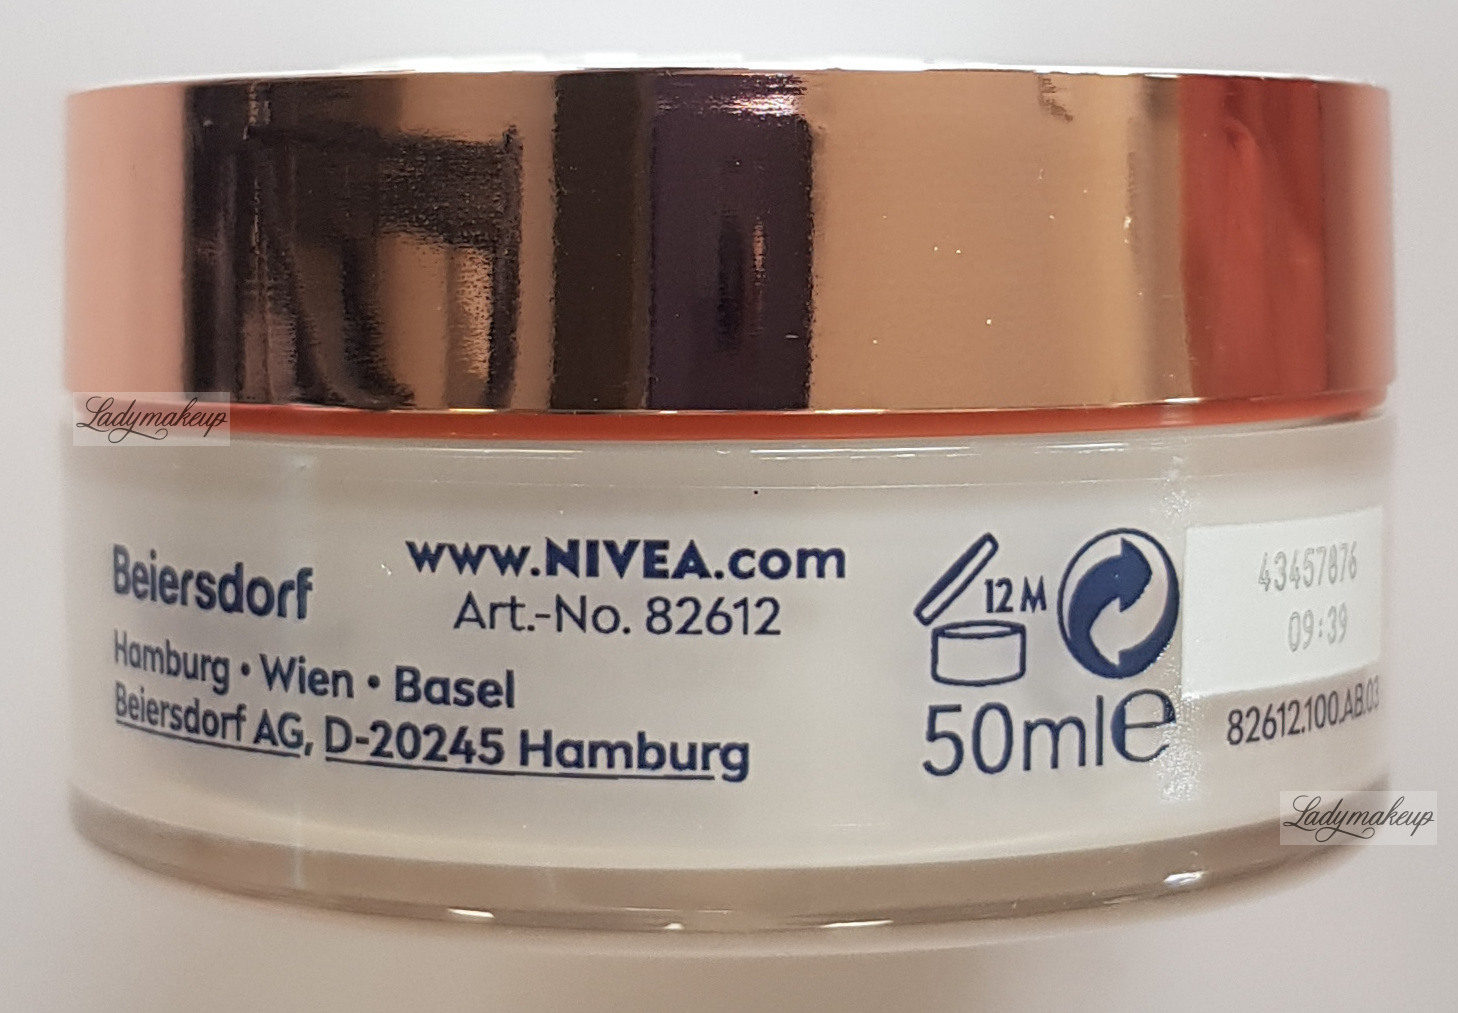 Beiersdorf
Hamburg • Wien • Basel
Beiersdorf AG, D-20245 Hamburg
www.NIVEA.com
Art.-No. 82612
12 M
50ml e
43457876
09:39
82612.100.AB.03
Ladymakeup
Ladymakeup